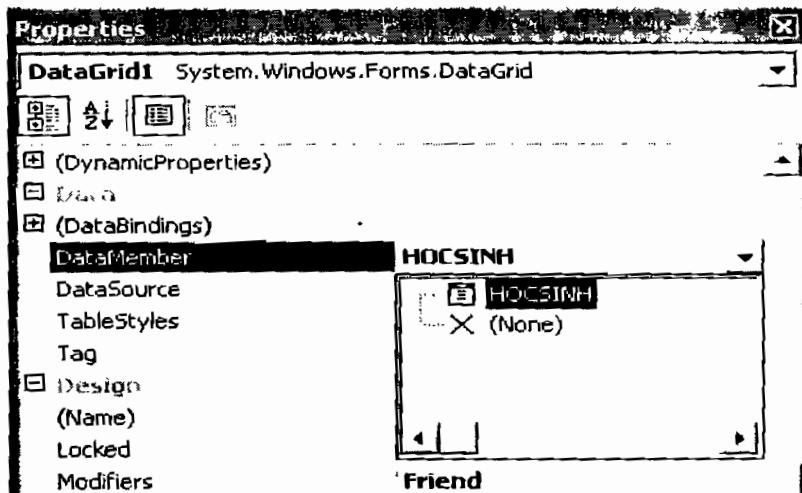 Properties
DataGrid1 System.Windows.Forms.DataGrid
(DynamicProperties)
Data
(DataBindings)
DataMember HOCSINH
DataSource HOCSINH
TableStyles (None)
Tag
Design
(Name)
Locked
Modifiers Friend